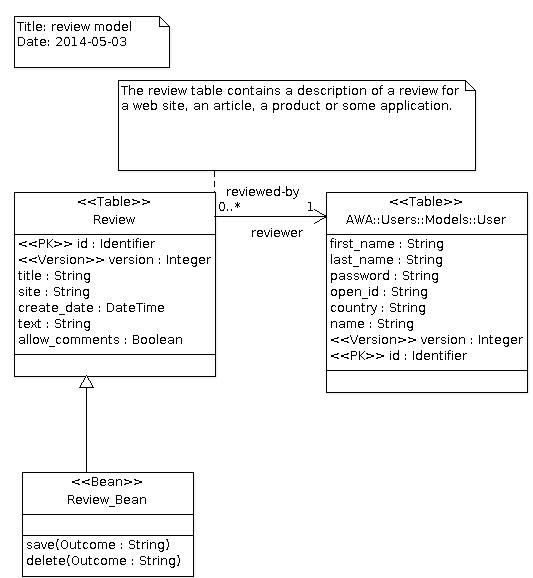 Title: review model
Date: 2014-05-03
The review table contains a description of a review for
a web site, an article, a product or some application.
<<Table>>
Review
<<PK>> id : Identifier
<<Version>> version : Integer
title : String
site : String
create_date : DateTime
text : String
allow_comments : Boolean
reviewed-by
0..* 1
reviewer
<<Table>>
AWA::Users::Models::User
first_name : String
last_name : String
password : String
open_id : String
country : String
name : String
<<Version>> version : Integer
<<PK>> id : Identifier
<<Bean>>
Review_Bean
save(Outcome : String)
delete(Outcome : String)